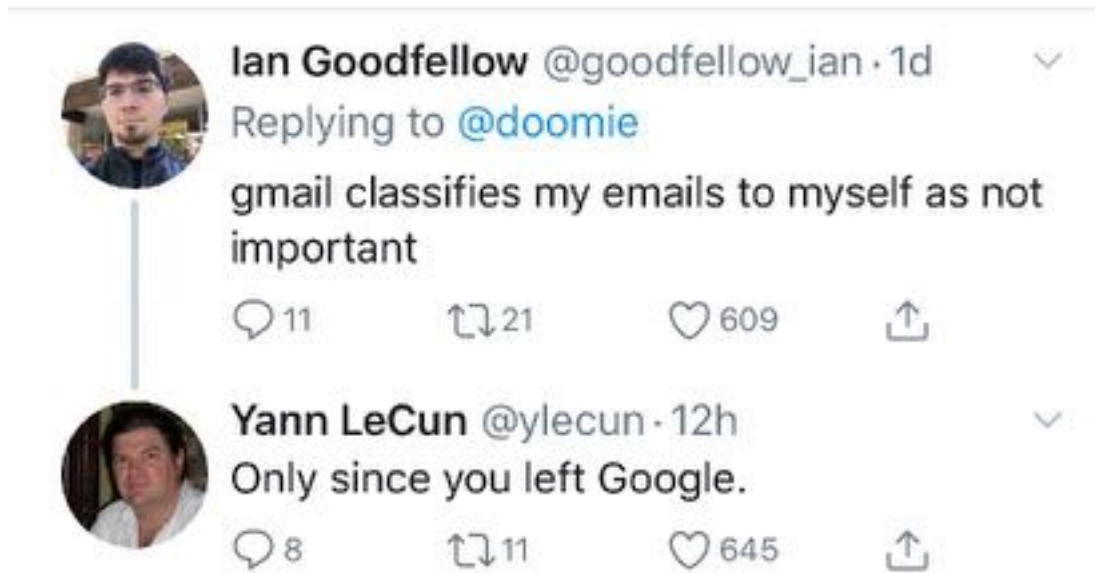 Ian Goodfellow @goodfellow_ian · 1d
Replying to @doomie
gmail classifies my emails to myself as not
important
11 21 609
Yann LeCun @ylecun · 12h
Only since you left Google.
8 11 645